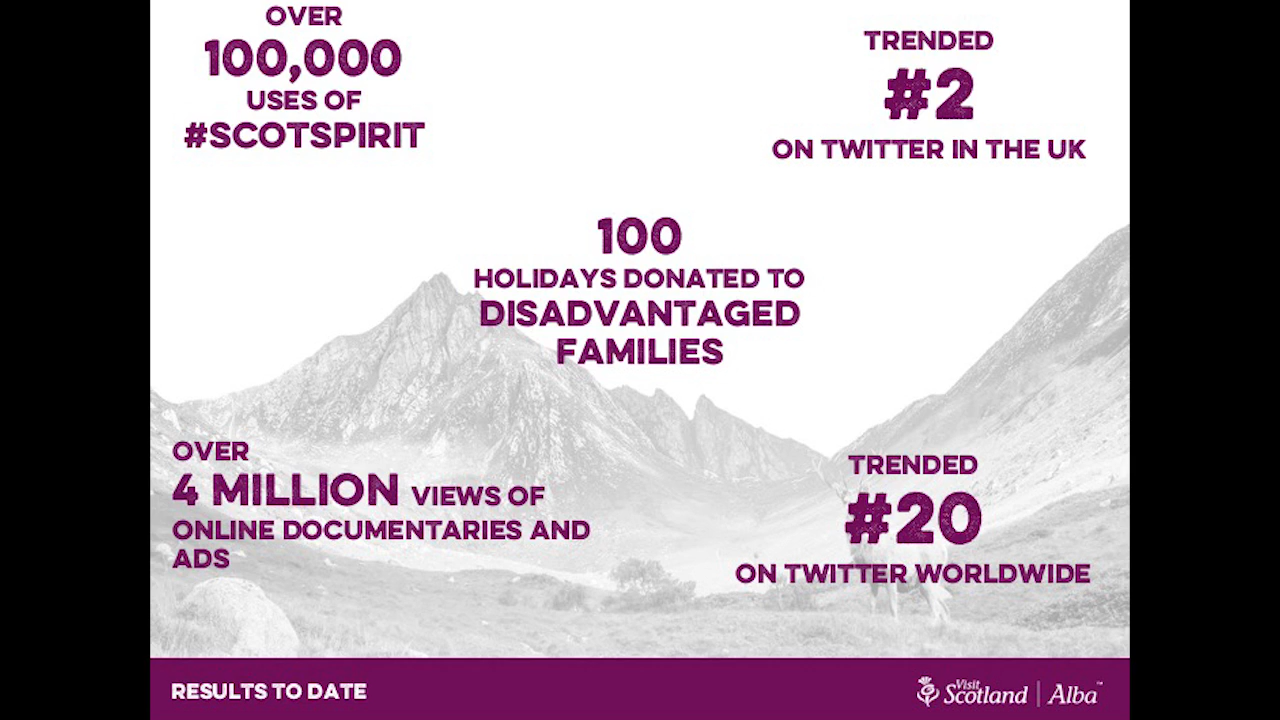 OVER
100,000
USES OF
#SCOTSPIRIT
TRENDED
#2
ON TWITTER IN THE UK
100
HOLIDAYS DONATED TO
DISADVANTAGED
FAMILIES
OVER
4 MILLION VIEWS OF
ONLINE DOCUMENTARIES AND
ADS
TRENDED
#20
ON TWITTER WORLDWIDE
RESULTS TO DATE
Visit
Scotland | Alba™